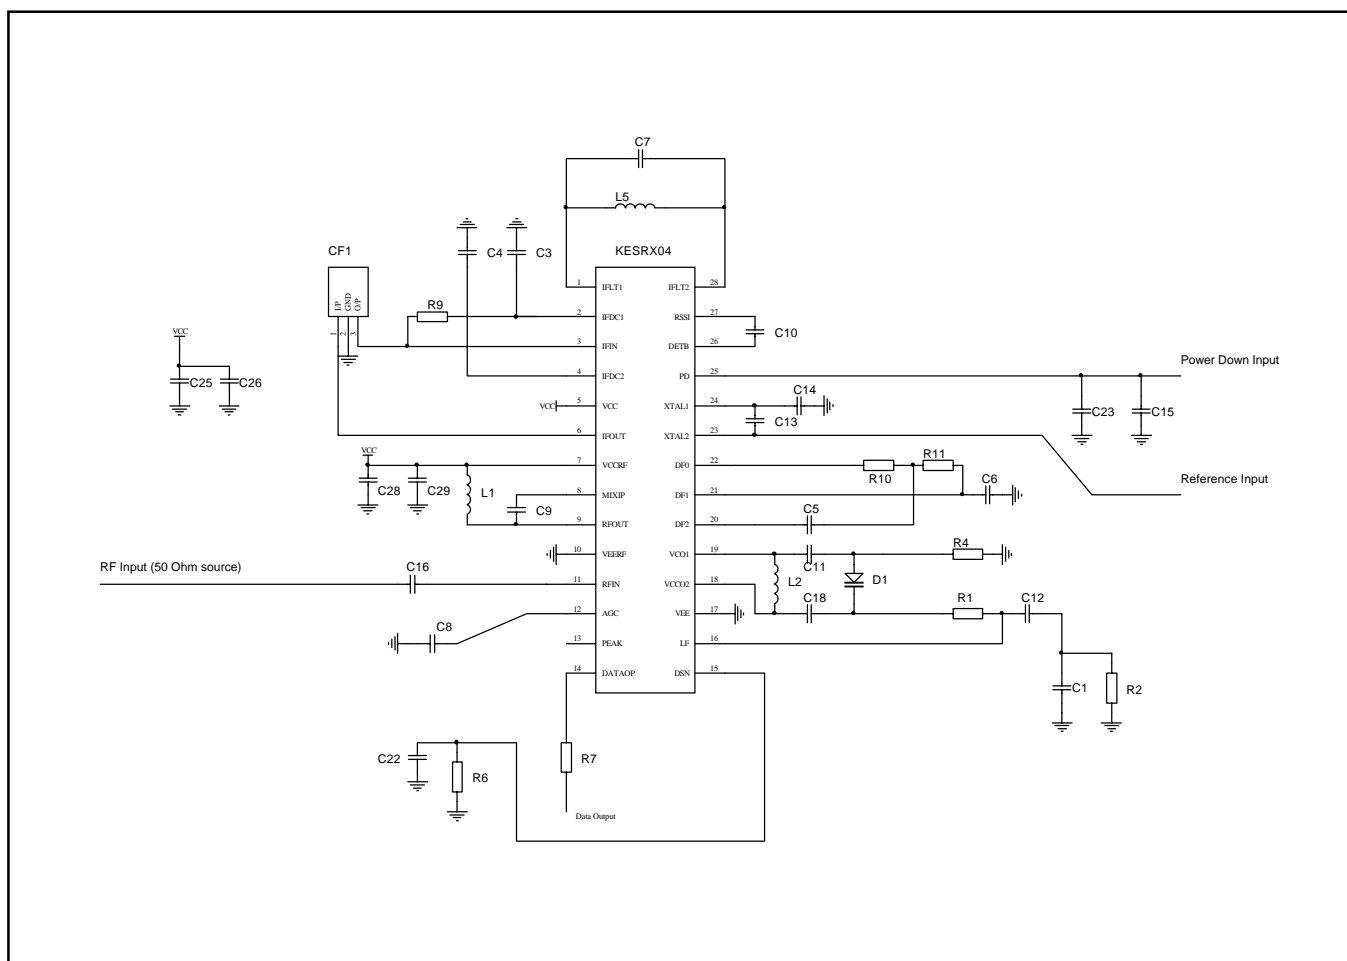 C7
L5
C4
C3
KESRX04
CF1
I/P
GND
O/P
1
2
3
R9
1
IFLT1
IFLT2
28
2
IFDC1
RSSI
27
C10
3
IFIN
DETB
26
4
IFDC2
PD
25
Power Down Input
VCC
C25
C26
C23
C15
VCC
5
VCC
XTAL1
24
C14
C13
6
IFOUT
XTAL2
23
Reference Input
VCC
7
VCCRF
DF0
22
R10
R11
C28
C29
L1
C9
8
MIXIP
DF1
21
C6
9
RFOUT
DF2
20
C5
10
VEERF
VCO1
19
C11
R4
RF Input (50 Ohm source)
C16
11
RFIN
VCCO2
18
L2
D1
C18
R1
C12
12
AGC
VEE
17
C8
13
PEAK
LF
16
14
DATAOP
DSN
15
C1
R2
C22
R6
R7
Data Output